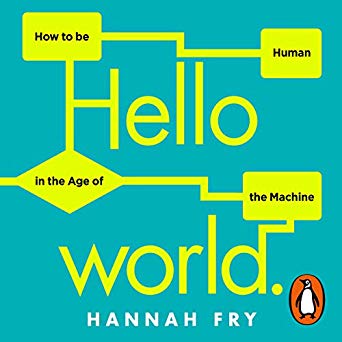 How to be
Human
Hello
in the Age of
the Machine
world.
HANNAH FRY